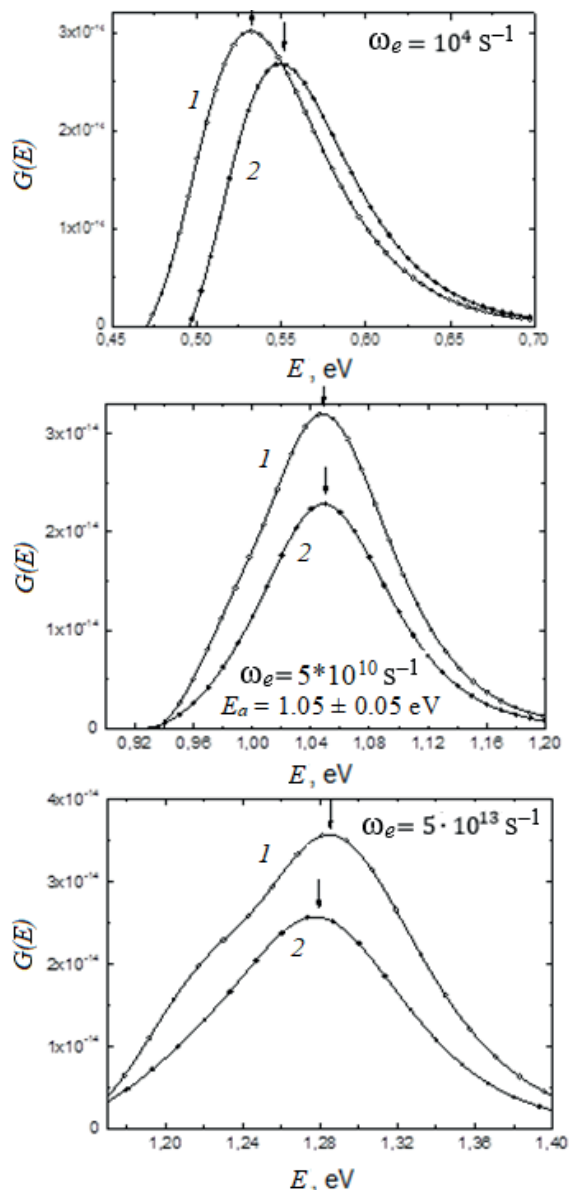 3x10⁻¹⁴
ωₑ = 10⁴ S⁻¹
1
2x10⁻¹⁴
2
G(E)
1x10⁻¹⁴
0
0,45 0,50 0,55 0,60 0,65 0,70
E , eV
3x10⁻¹⁴
1
2x10⁻¹⁴
2
G(E)
1x10⁻¹⁴
ωₑ = 5*10¹⁰ S⁻¹
Eₐ = 1.05 ± 0.05 eV
0
0,92 0,96 1,00 1,04 1,08 1,12 1,16 1,20
E , eV
4x10⁻¹⁴
ωₑ = 5 · 10¹³ S⁻¹
1
3x10⁻¹⁴
2
G(E)
2x10⁻¹⁴
1x10⁻¹⁴
0
1,20 1,24 1,28 1,32 1,36 1,40
E , eV